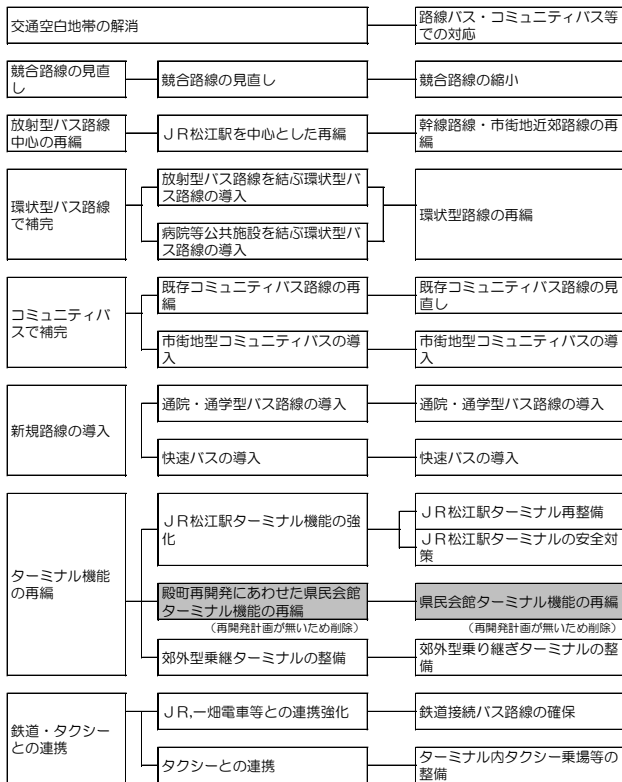 交通空白地帯の解消
路線バス・コミュニティバス等
での対応
競合路線の見直
し
競合路線の見直し
競合路線の縮小
放射型バス路線
中心の再編
ＪＲ松江駅を中心とした再編
幹線路線・市街地近郊路線の再
編
環状型バス路線
で補完
放射型バス路線を結ぶ環状型バ
ス路線の導入
病院等公共施設を結ぶ環状型バ
ス路線の導入
環状型路線の再編
コミュニティバ
スで補完
既存コミュニティバス路線の再
編
既存コミュニティバス路線の見
直し
市街地型コミュニティバスの導
入
市街地型コミュニティバスの導
入
新規路線の導入
通院・通学型バス路線の導入
通院・通学型バス路線の導入
快速バスの導入
快速バスの導入
ターミナル機能
の再編
ＪＲ松江駅ターミナル機能の強
化
ＪＲ松江駅ターミナル再整備
ＪＲ松江駅ターミナルの安全対
策
殿町再開発にあわせた県民会館
ターミナル機能の再編
（再開発計画が無いため削除）
県民会館ターミナル機能の再編
（再開発計画が無いため削除）
郊外型乗継ターミナルの整備
郊外型乗り継ぎターミナルの整
備
鉄道・タクシー
との連携
ＪＲ,一畑電車等との連携強化
鉄道接続バス路線の確保
タクシーとの連携
ターミナル内タクシー乗場等の
整備